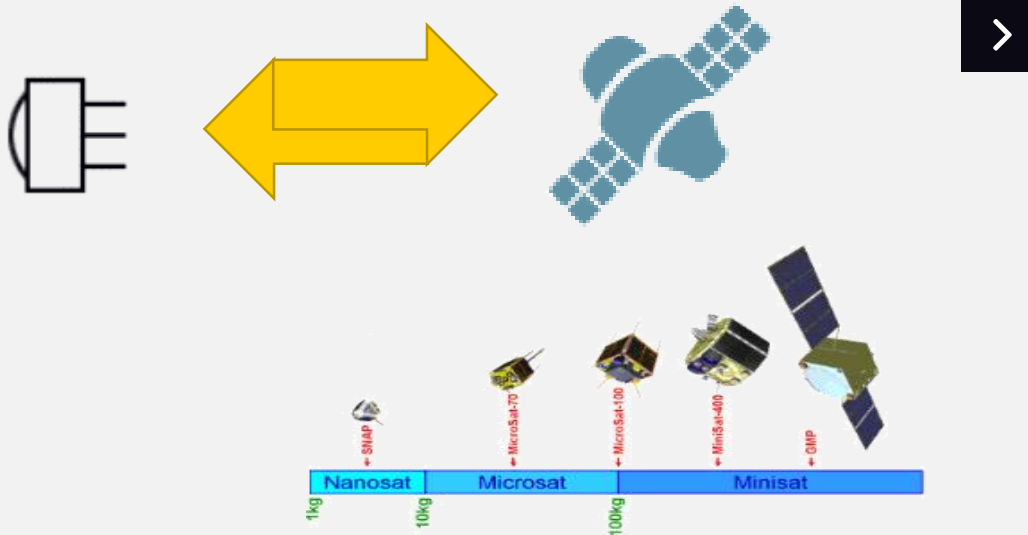 SNAP
MicroSat-70
MicroSat-100
MiniSat-400
GMP
Nanosat
Microsat
Minisat
1kg
10kg
100kg